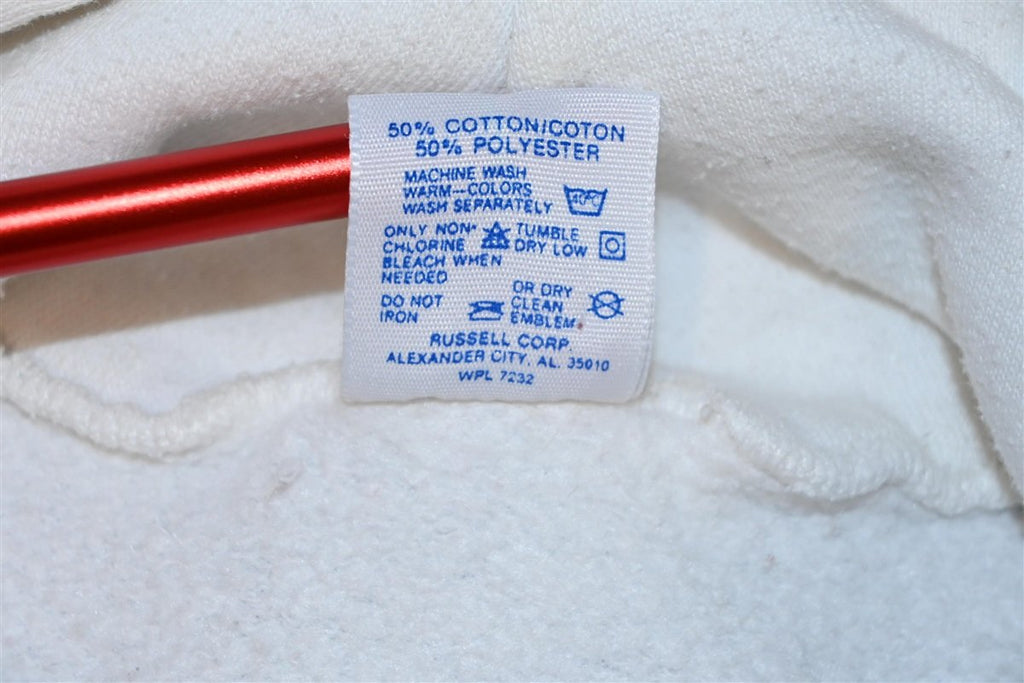 50% COTTON/COTON
50% POLYESTER
MACHINE WASH
WARM-COLORS
WASH SEPARATELY
40°C
ONLY NON-
CHLORINE
BLEACH WHEN
NEEDED
TUMBLE
DRY LOW
DO NOT
IRON
OR DRY
CLEAN
EMBLEM.
RUSSELL CORP.
ALEXANDER CITY, AL. 35010
WPL 7232